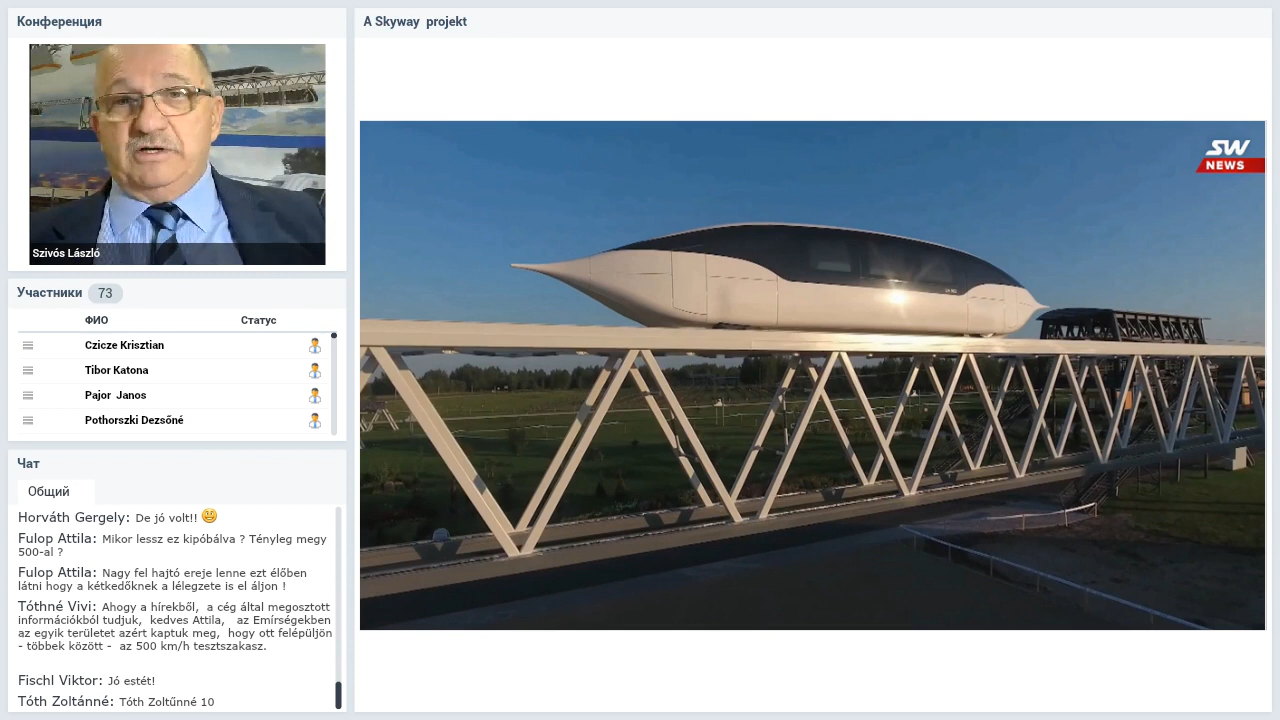 Конференция
Szivós László
Участники 73
ФИО Статус
Czicze Krisztian
Tibor Katona
Pajor Janos
Pothorszki Dezsőné
Чат
Общий
Horváth Gergely: De jó volt!!
Fulop Attila: Mikor lessz ez kipóbálva ? Tényleg megy
500-al ?
Fulop Attila: Nagy fel hajtó ereje lenne ezt élőben
látni hogy a kétkedőknek a lélegzete is el áljon !
Tóthné Vivi: Ahogy a hírekből, a cég által megosztott
információkból tudjuk, kedves Attila, az Emírségekben
az egyik területet azért kaptuk meg, hogy ott felépüljön
- többek között - az 500 km/h tesztszakasz.
Fischl Viktor: Jó estét!
Tóth Zoltánné: Tóth Zoltűnné 10
A Skyway projekt
SW
NEWS